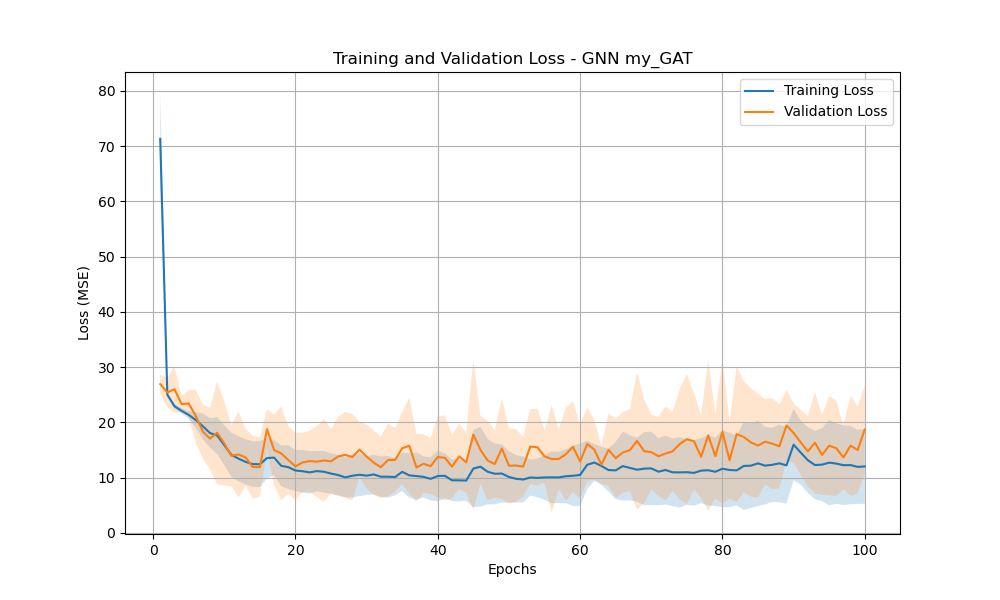 Training and Validation Loss - GNN my_GAT
Training Loss
Validation Loss
Loss (MSE)
80
70
60
50
40
30
20
10
0
0 20 40 60 80 100
Epochs